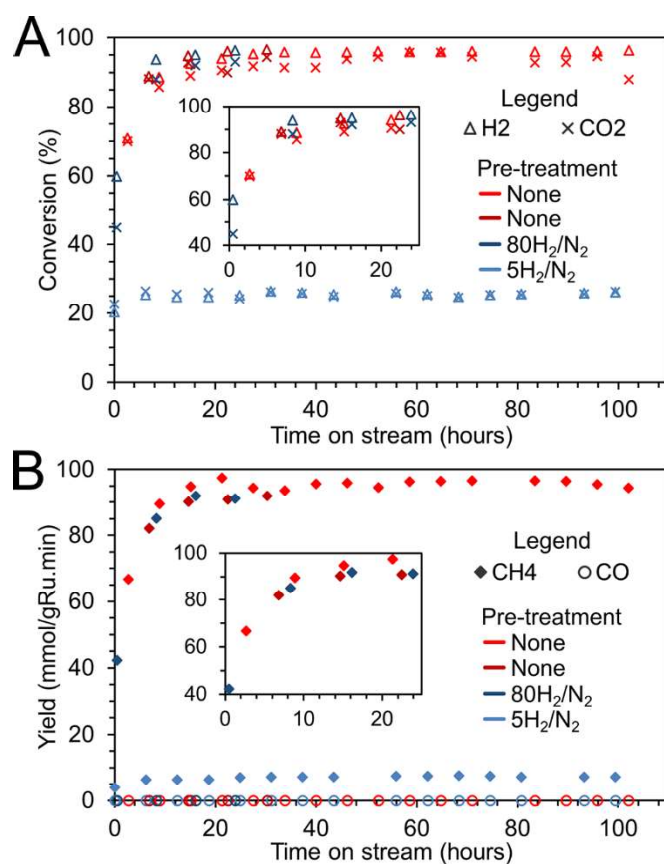 A
Conversion (%)
100
80
60
40
20
0
0 20 40 60 80 100
Time on stream (hours)
100
80
60
40
0 10 20
Legend
△ H2 × CO2
Pre-treatment
None
None
80H₂/N₂
5H₂/N₂
B
Yield (mmol/gRu.min)
100
80
60
40
20
0
0 20 40 60 80 100
Time on stream (hours)
100
80
60
40
0 10 20
Legend
◆ CH4 ○ CO
Pre-treatment
None
None
80H₂/N₂
5H₂/N₂